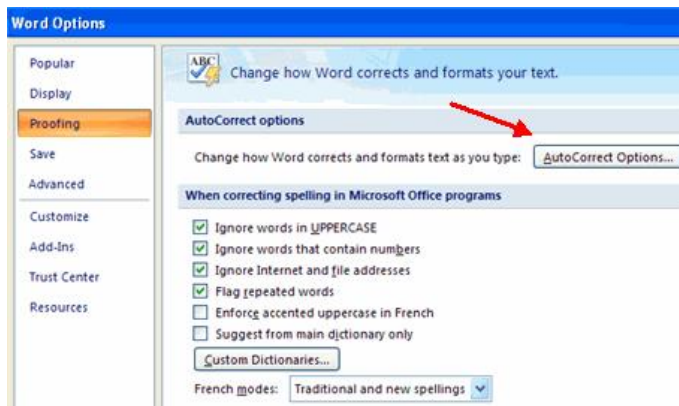 Word Options
Popular
Display
Proofing
Save
Advanced
Customize
Add-Ins
Trust Center
Resources
ABC
Change how Word corrects and formats your text.
AutoCorrect options
Change how Word corrects and formats text as you type: AutoCorrect Options...
When correcting spelling in Microsoft Office programs
Ignore words in UPPERCASE
Ignore words that contain numbers
Ignore Internet and file addresses
Flag repeated words
Enforce accented uppercase in French
Suggest from main dictionary only
Custom Dictionaries...
French modes: Traditional and new spellings